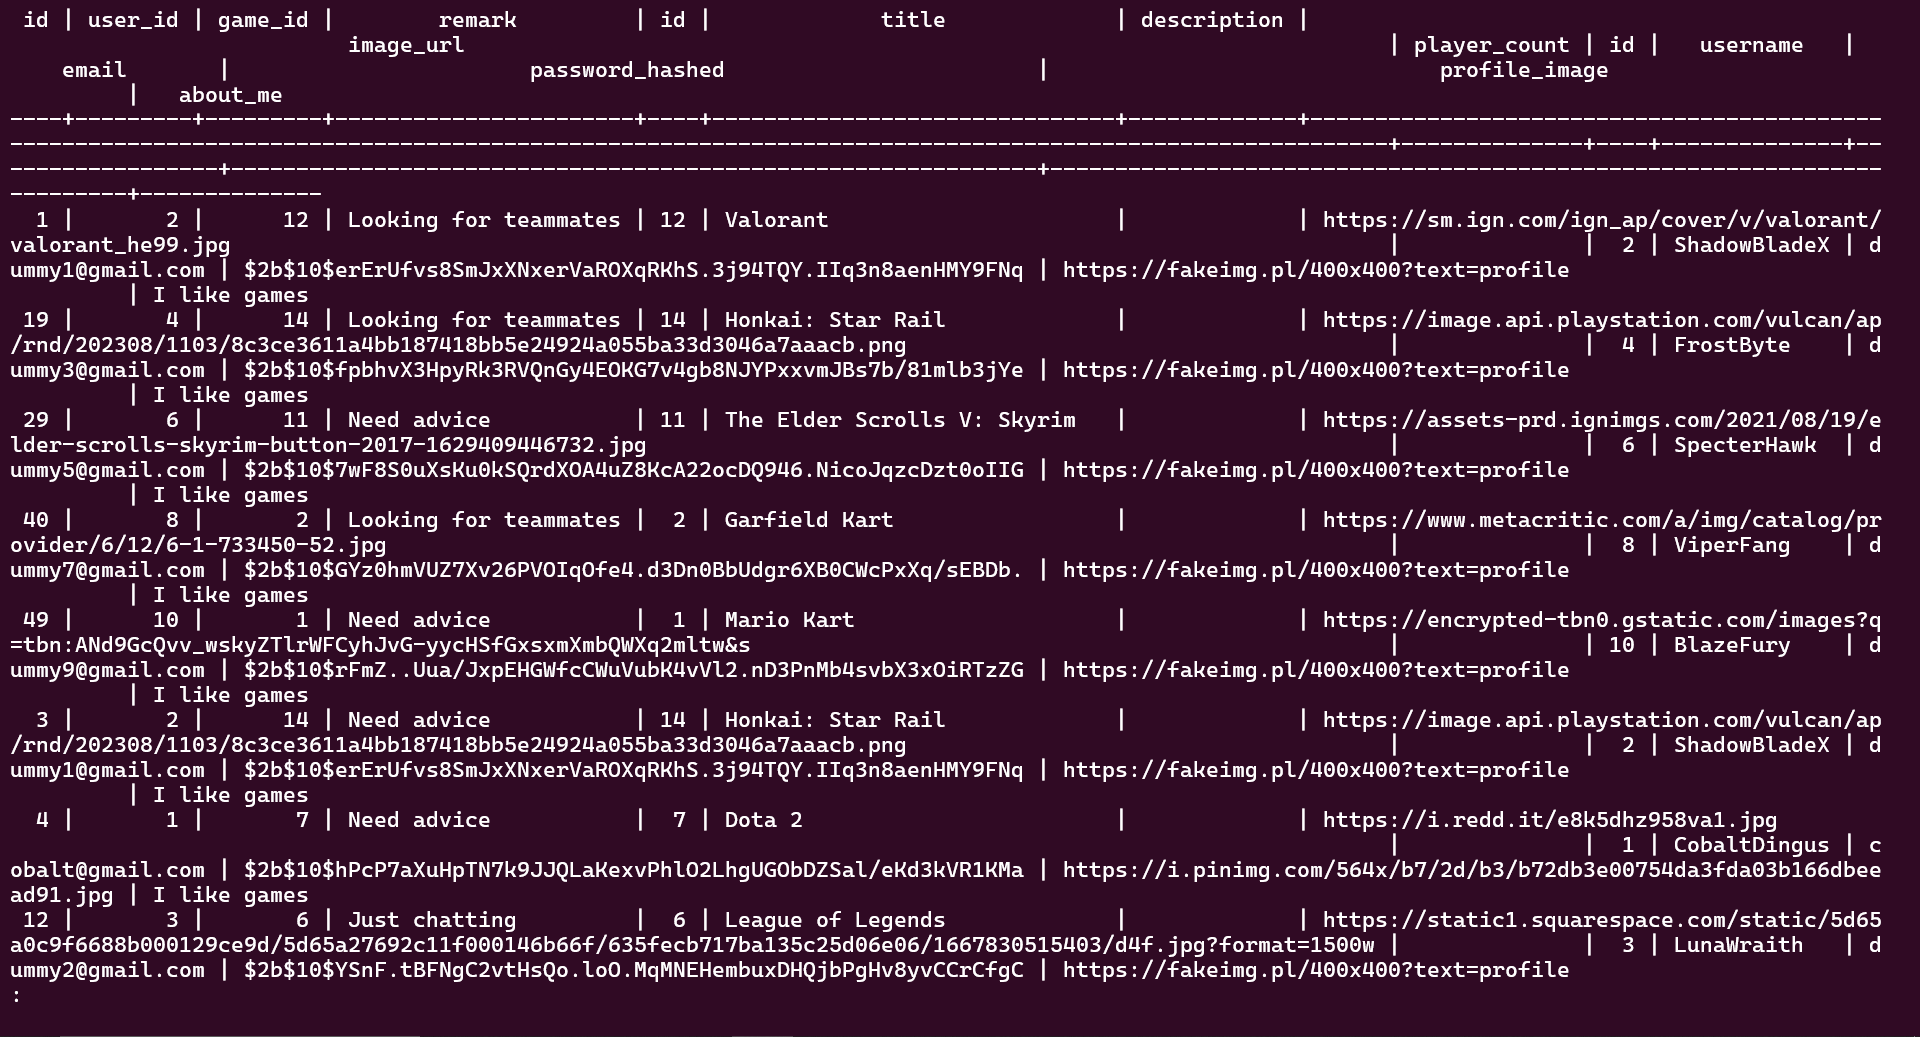 id | user_id | game_id |        remark         | id |             title             | description |
                          image_url                                                                       | player_count | id |   username   |
    email       |                       password_hashed                        |                              profile_image
         |   about_me
----+---------+---------+-----------------------+----+-------------------------------+-------------+--------------------------------------------
----------------------------------------------------------------------------------------------------------+--------------+----+--------------+--
----------------+--------------------------------------------------------------+----------------------------------------------------------------
---------+--------------
  1 |       2 |      12 | Looking for teammates | 12 | Valorant                      |             | https://sm.ign.com/ign_ap/cover/v/valorant/
valorant_he99.jpg                                                                                         |              |  2 | ShadowBladeX | d
ummy1@gmail.com | $2b$10$erErUfvs8SmJxXNxerVaROXqRKhS.3j94TQY.IIq3n8aenHMY9FNq | https://fakeimg.pl/400x400?text=profile
         | I like games
 19 |       4 |      14 | Looking for teammates | 14 | Honkai: Star Rail             |             | https://image.api.playstation.com/vulcan/ap
/rnd/202308/1103/8c3ce3611a4bb187418bb5e24924a055ba33d3046a7aaacb.png                                     |              |  4 | FrostByte    | d
ummy3@gmail.com | $2b$10$fpbhvX3HpyRk3RVQnGy4EOKG7v4gb8NJYPxxvmJBs7b/81mlb3jYe | https://fakeimg.pl/400x400?text=profile
         | I like games
 29 |       6 |      11 | Need advice           | 11 | The Elder Scrolls V: Skyrim   |             | https://assets-prd.ignimgs.com/2021/08/19/e
lder-scrolls-skyrim-button-2017-1629409446732.jpg                                                         |              |  6 | SpecterHawk  | d
ummy5@gmail.com | $2b$10$7wF8S0uXsKu0kSQrdXOA4uZ8KcA22ocDQ946.NicoJqzcDzt0oIIG | https://fakeimg.pl/400x400?text=profile
         | I like games
 40 |       8 |       2 | Looking for teammates |  2 | Garfield Kart                 |             | https://www.metacritic.com/a/img/catalog/pr
ovider/6/12/6-1-733450-52.jpg                                                                             |              |  8 | ViperFang    | d
ummy7@gmail.com | $2b$10$GYz0hmVUZ7Xv26PVOIqOfe4.d3Dn0BbUdgr6XB0CWcPxXq/sEBDb. | https://fakeimg.pl/400x400?text=profile
         | I like games
 49 |      10 |       1 | Need advice           |  1 | Mario Kart                    |             | https://encrypted-tbn0.gstatic.com/images?q
=tbn:ANd9GcQvv_wskyZTlrWFCyhJvG-yycHSfGxsxmXmbQWXq2mltw&s                                                 |              | 10 | BlazeFury    | d
ummy9@gmail.com | $2b$10$rFmZ..Uua/JxpEHGWfcCWuVubK4vVl2.nD3PnMb4svbX3xOiRTzZG | https://fakeimg.pl/400x400?text=profile
         | I like games
  3 |       2 |      14 | Need advice           | 14 | Honkai: Star Rail             |             | https://image.api.playstation.com/vulcan/ap
/rnd/202308/1103/8c3ce3611a4bb187418bb5e24924a055ba33d3046a7aaacb.png                                     |              |  2 | ShadowBladeX | d
ummy1@gmail.com | $2b$10$erErUfvs8SmJxXNxerVaROXqRKhS.3j94TQY.IIq3n8aenHMY9FNq | https://fakeimg.pl/400x400?text=profile
         | I like games
  4 |       1 |       7 | Need advice           |  7 | Dota 2                        |             | https://i.redd.it/e8k5dhz958va1.jpg
                                                                                                          |              |  1 | CobaltDingus | c
obalt@gmail.com | $2b$10$hPcP7aXuHpTN7k9JJQLaKexvPhlO2LhgUGObDZSal/eKd3kVR1KMa | https://i.pinimg.com/564x/b7/2d/b3/b72db3e00754da3fda03b166dbee
ad91.jpg | I like games
 12 |       3 |       6 | Just chatting         |  6 | League of Legends             |             | https://static1.squarespace.com/static/5d65
a0c9f6688b000129ce9d/5d65a27692c11f000146b66f/635fecb717ba135c25d06e06/1667830515403/d4f.jpg?format=1500w |              |  3 | LunaWraith   | d
ummy2@gmail.com | $2b$10$YSnF.tBFNgC2vtHsQo.loO.MqMNEHembuxDHQjbPgHv8yvCCrCfgC | https://fakeimg.pl/400x400?text=profile
: